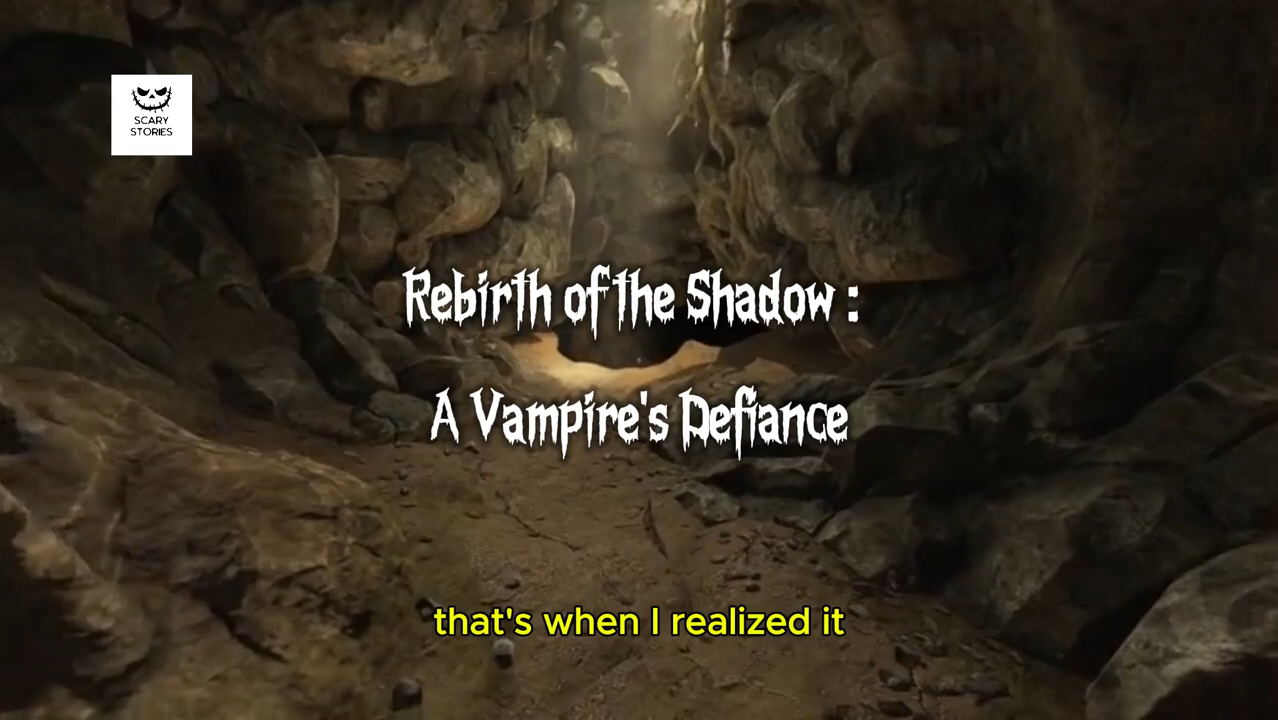 SCARY
STORIES
Rebirth of the Shadow :
A Vampire's Defiance
that's when I realized it